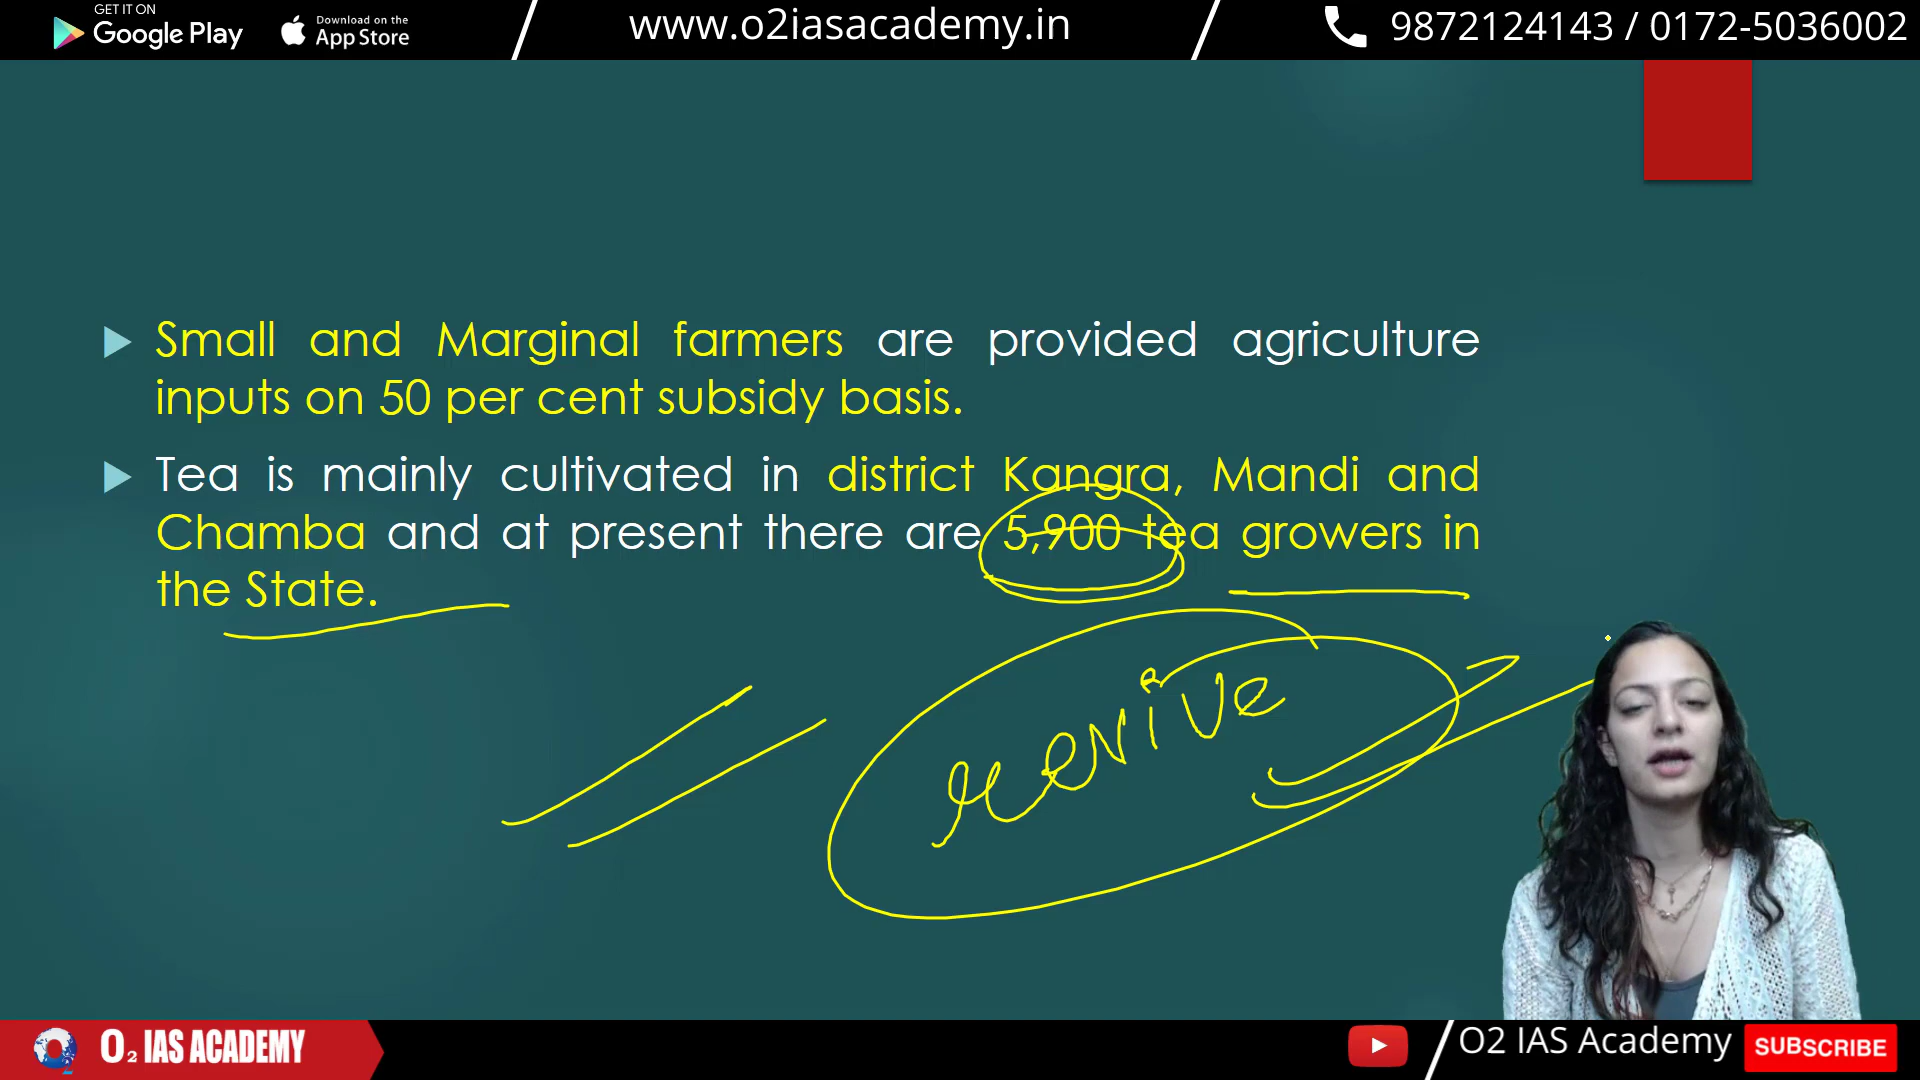 GET IT ON
Google Play
Download on the
App Store
www.o2iasacademy.in
9872124143 / 0172-5036002
Small and Marginal farmers are provided agriculture
inputs on 50 per cent subsidy basis.
Tea is mainly cultivated in district Kangra, Mandi and
Chamba and at present there are 5,900 tea growers in
the State.
revive
O2 IAS ACADEMY
O2 IAS Academy
SUBSCRIBE